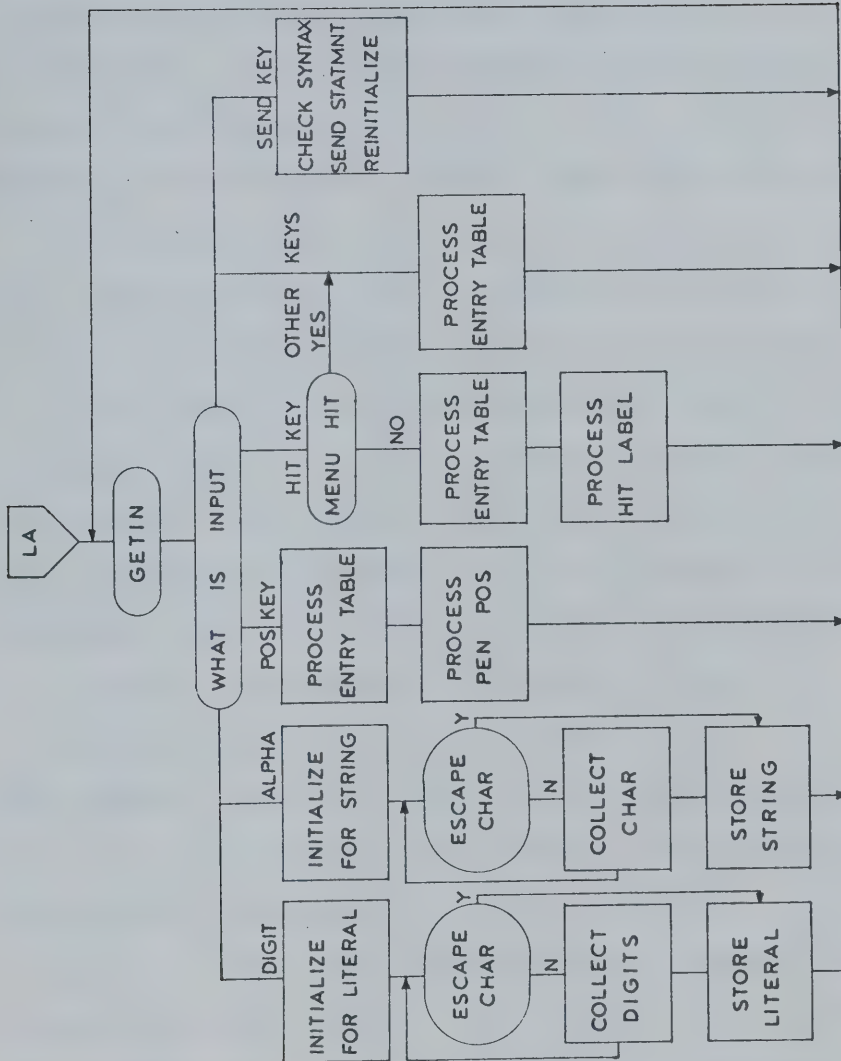 LA
GETIN
WHAT IS INPUT
DIGIT
INITIALIZE
FOR LITERAL
ESCAPE
CHAR
Y
N
COLLECT
DIGITS
STORE
LITERAL
ALPHA
INITIALIZE
FOR STRING
ESCAPE
CHAR
Y
N
COLLECT
CHAR
STORE
STRING
POS KEY
PROCESS
ENTRY TABLE
PROCESS
PEN POS
HIT KEY
MENU HIT
YES
NO
PROCESS
ENTRY TABLE
PROCESS
HIT LABEL
OTHER KEYS
PROCESS
ENTRY TABLE
SEND KEY
CHECK SYNTAX
SEND STATMNT
REINITIALIZE